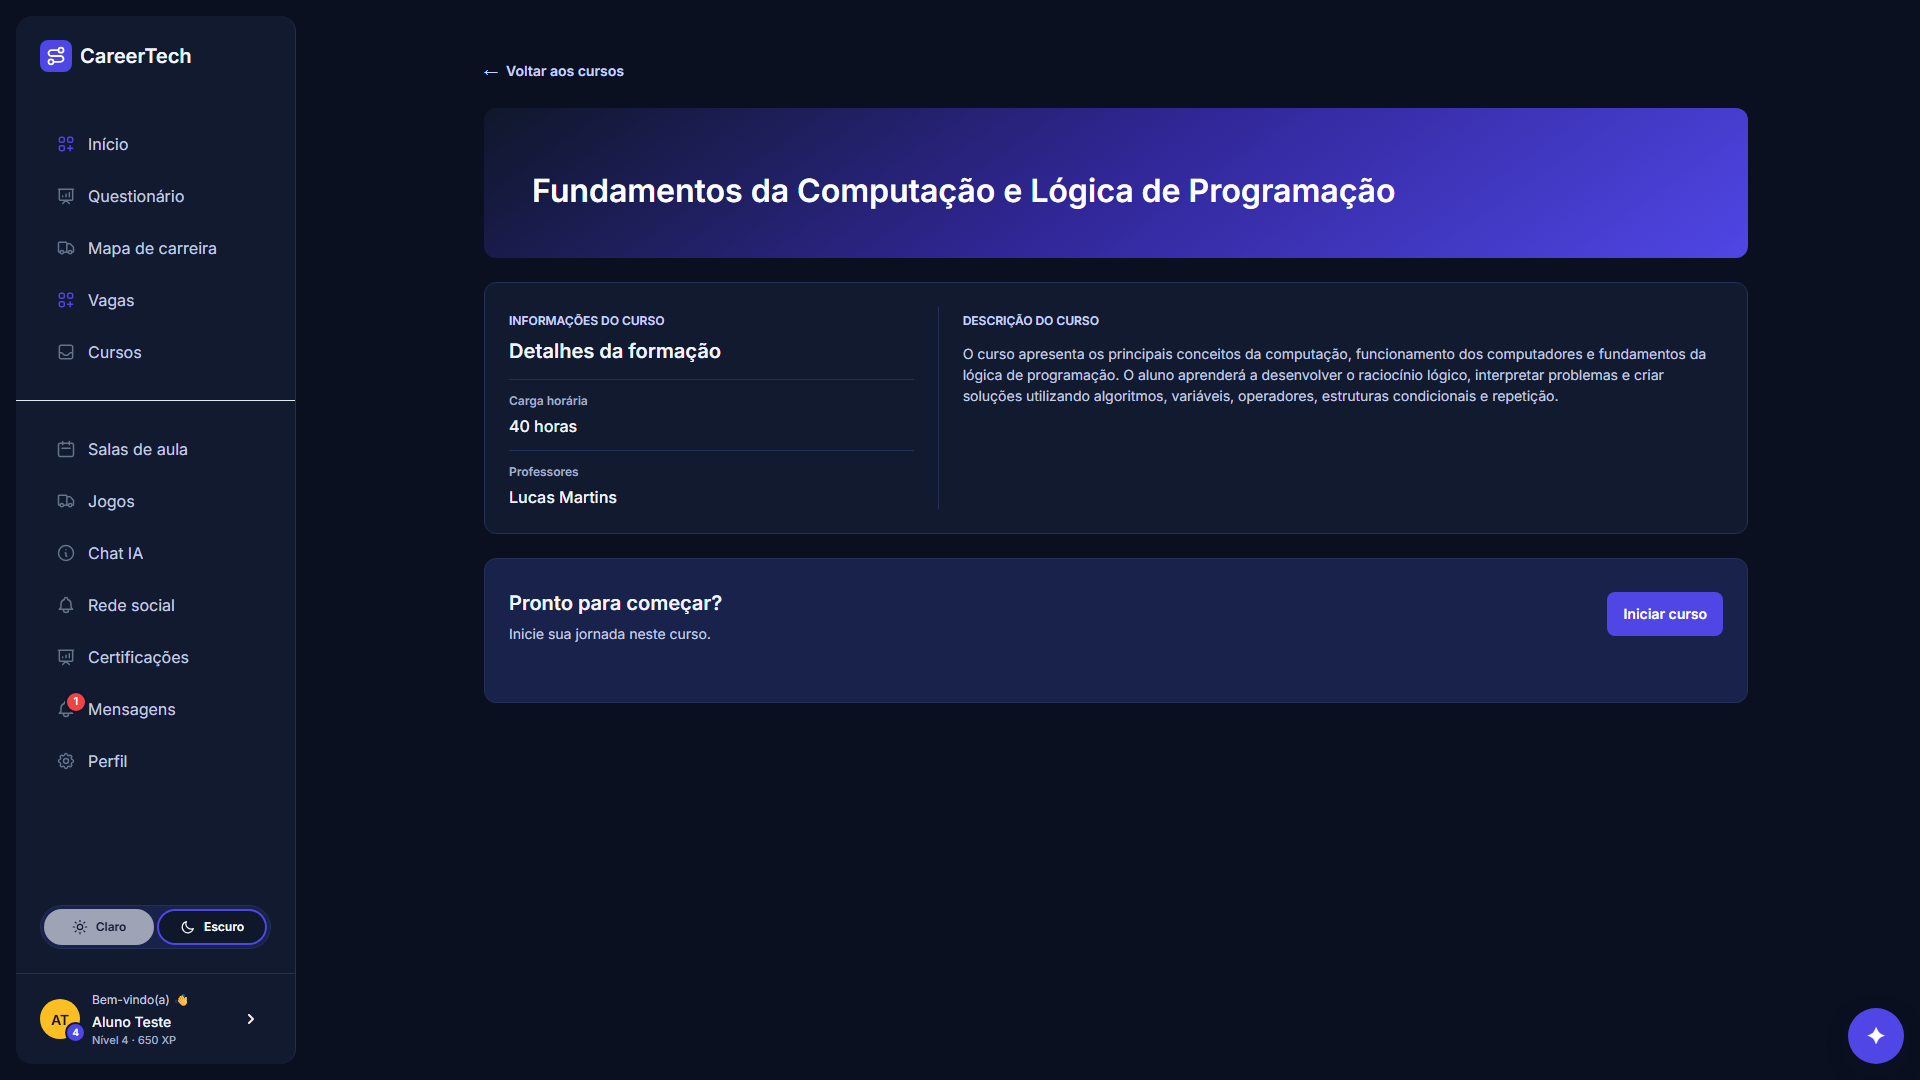 CareerTech
Início
Questionário
Mapa de carreira
Vagas
Cursos
Salas de aula
Jogos
Chat IA
Rede social
Certificações
1
Mensagens
Perfil
Claro
Escuro
Bem-vindo(a) 👋
AT
4
Aluno Teste
Nível 4 · 650 XP
← Voltar aos cursos
Fundamentos da Computação e Lógica de Programação
INFORMAÇÕES DO CURSO
Detalhes da formação
Carga horária
40 horas
Professores
Lucas Martins
DESCRIÇÃO DO CURSO
O curso apresenta os principais conceitos da computação, funcionamento dos computadores e fundamentos da
lógica de programação. O aluno aprenderá a desenvolver o raciocínio lógico, interpretar problemas e criar
soluções utilizando algoritmos, variáveis, operadores, estruturas condicionais e repetição.
Pronto para começar?
Inicie sua jornada neste curso.
Iniciar curso